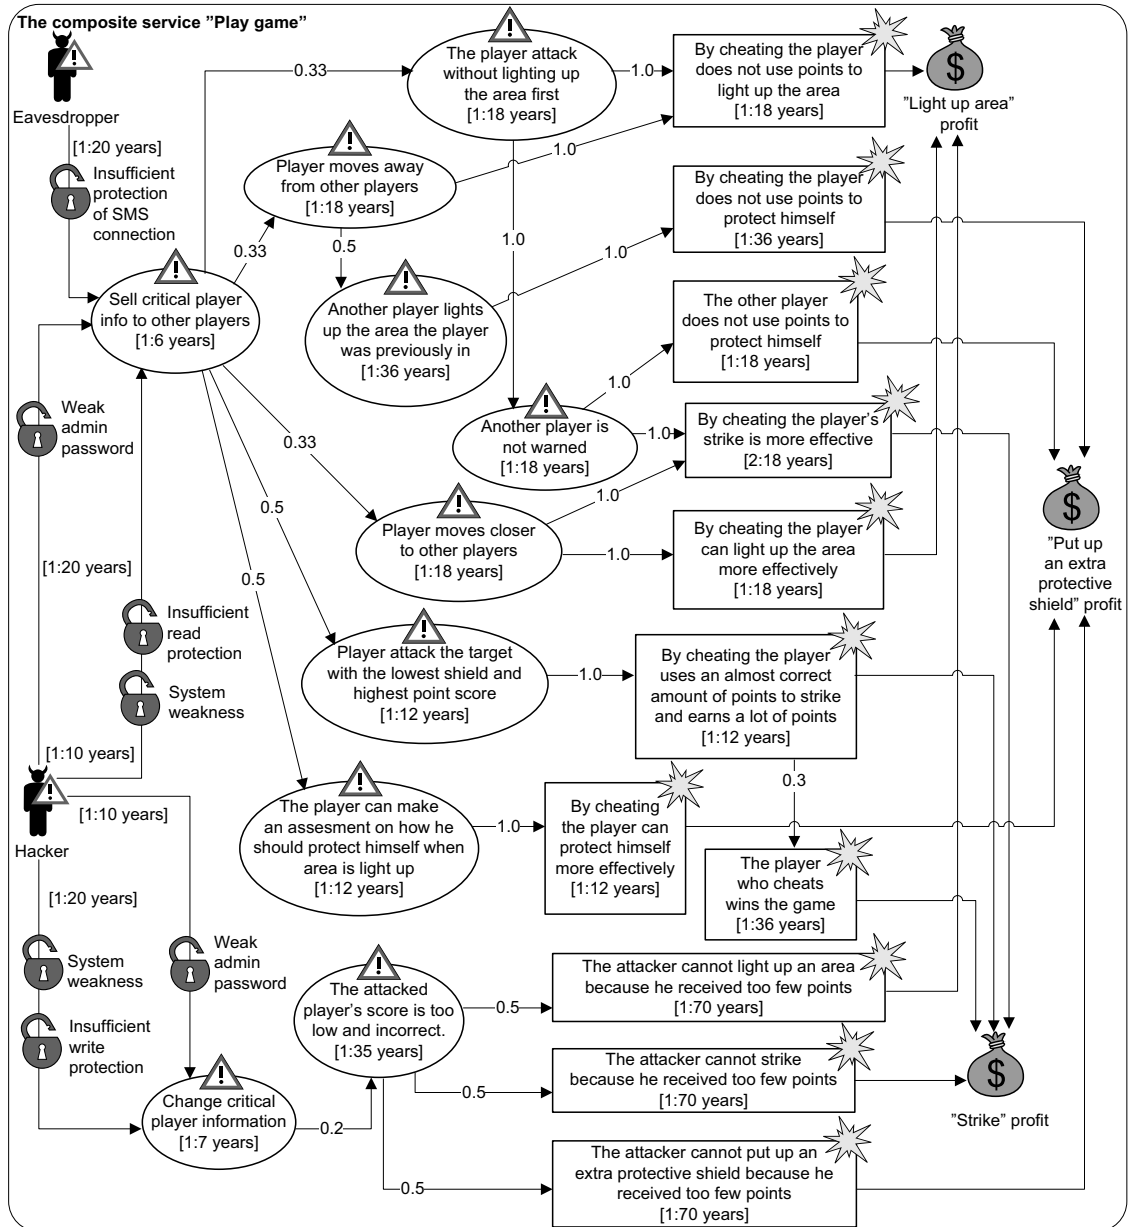 The composite service ”Play game”
Eavesdropper
[1:20 years]
Insufficient
protection
of SMS
connection
Sell critical player
info to other players
[1:6 years]
0.33
The player attack
without lighting up
the area first
[1:18 years]
1.0
By cheating the player
does not use points to
light up the area
[1:18 years]
$
”Light up area”
profit
0.33
Player moves away
from other players
[1:18 years]
1.0
0.5
1.0
Another player lights
up the area the player
was previously in
[1:36 years]
1.0
By cheating the player
does not use points to
protect himself
[1:36 years]
The other player
does not use points to
protect himself
[1:18 years]
1.0
Another player is
not warned
[1:18 years]
1.0
By cheating the player’s
strike is more effective
[2:18 years]
0.33
Player moves closer
to other players
[1:18 years]
1.0
1.0
By cheating the player
can light up the area
more effectively
[1:18 years]
$
”Put up
an extra
protective
shield” profit
Weak
admin
password
[1:20 years]
Insufficient
read
protection
System
weakness
[1:10 years]
0.5
Player attack the target
with the lowest shield and
highest point score
[1:12 years]
1.0
By cheating the player
uses an almost correct
amount of points to strike
and earns a lot of points
[1:12 years]
0.3
0.5
The player can make
an assesment on how he
should protect himself when
area is light up
[1:12 years]
1.0
By cheating
the player can
protect himself
more effectively
[1:12 years]
The player
who cheats
wins the game
[1:36 years]
Hacker
[1:10 years]
[1:20 years]
System
weakness
Weak
admin
password
Insufficient
write
protection
Change critical
player information
[1:7 years]
0.2
The attacked
player’s score is too
low and incorrect.
[1:35 years]
0.5
The attacker cannot light up an area
because he received too few points
[1:70 years]
0.5
The attacker cannot strike
because he received too few points
[1:70 years]
0.5
The attacker cannot put up an
extra protective shield because he
received too few points
[1:70 years]
$
”Strike” profit